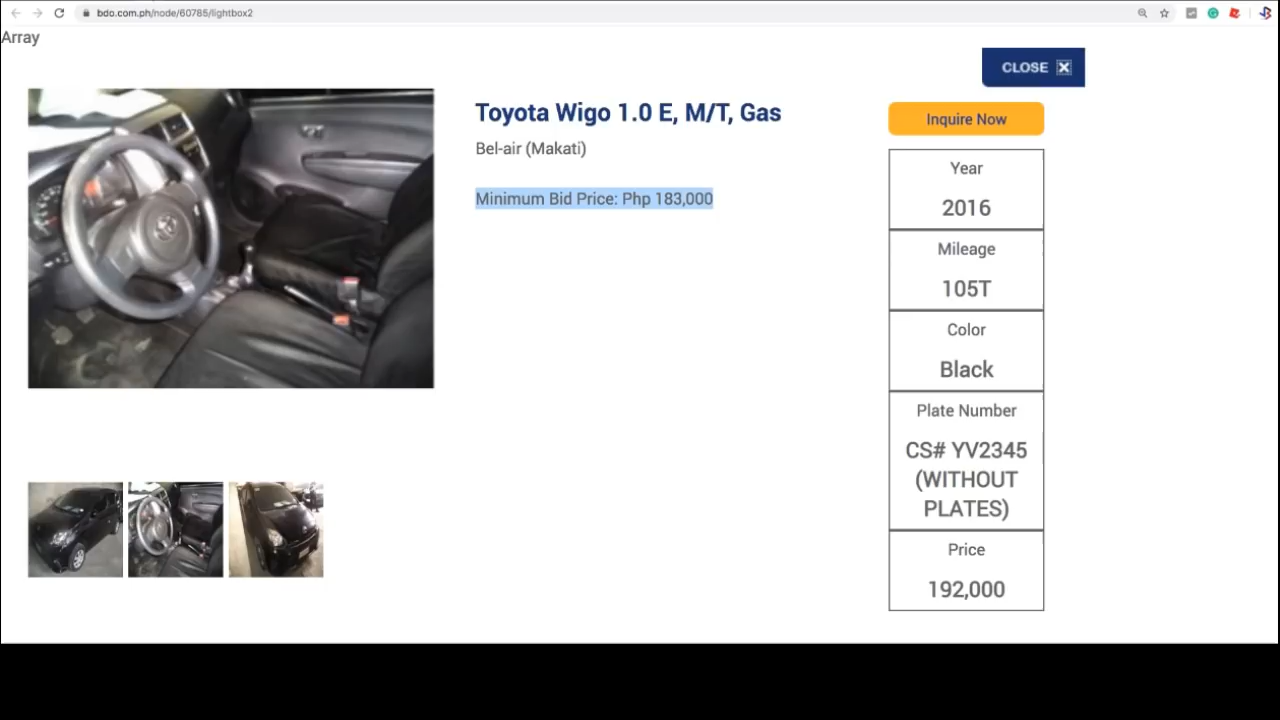 bdo.com.ph/node/60785/lightbox2
Array
CLOSE
Toyota Wigo 1.0 E, M/T, Gas
Bel-air (Makati)
Minimum Bid Price: Php 183,000
Inquire Now
Year
2016
Mileage
105T
Color
Black
Plate Number
CS# YV2345
(WITHOUT
PLATES)
Price
192,000